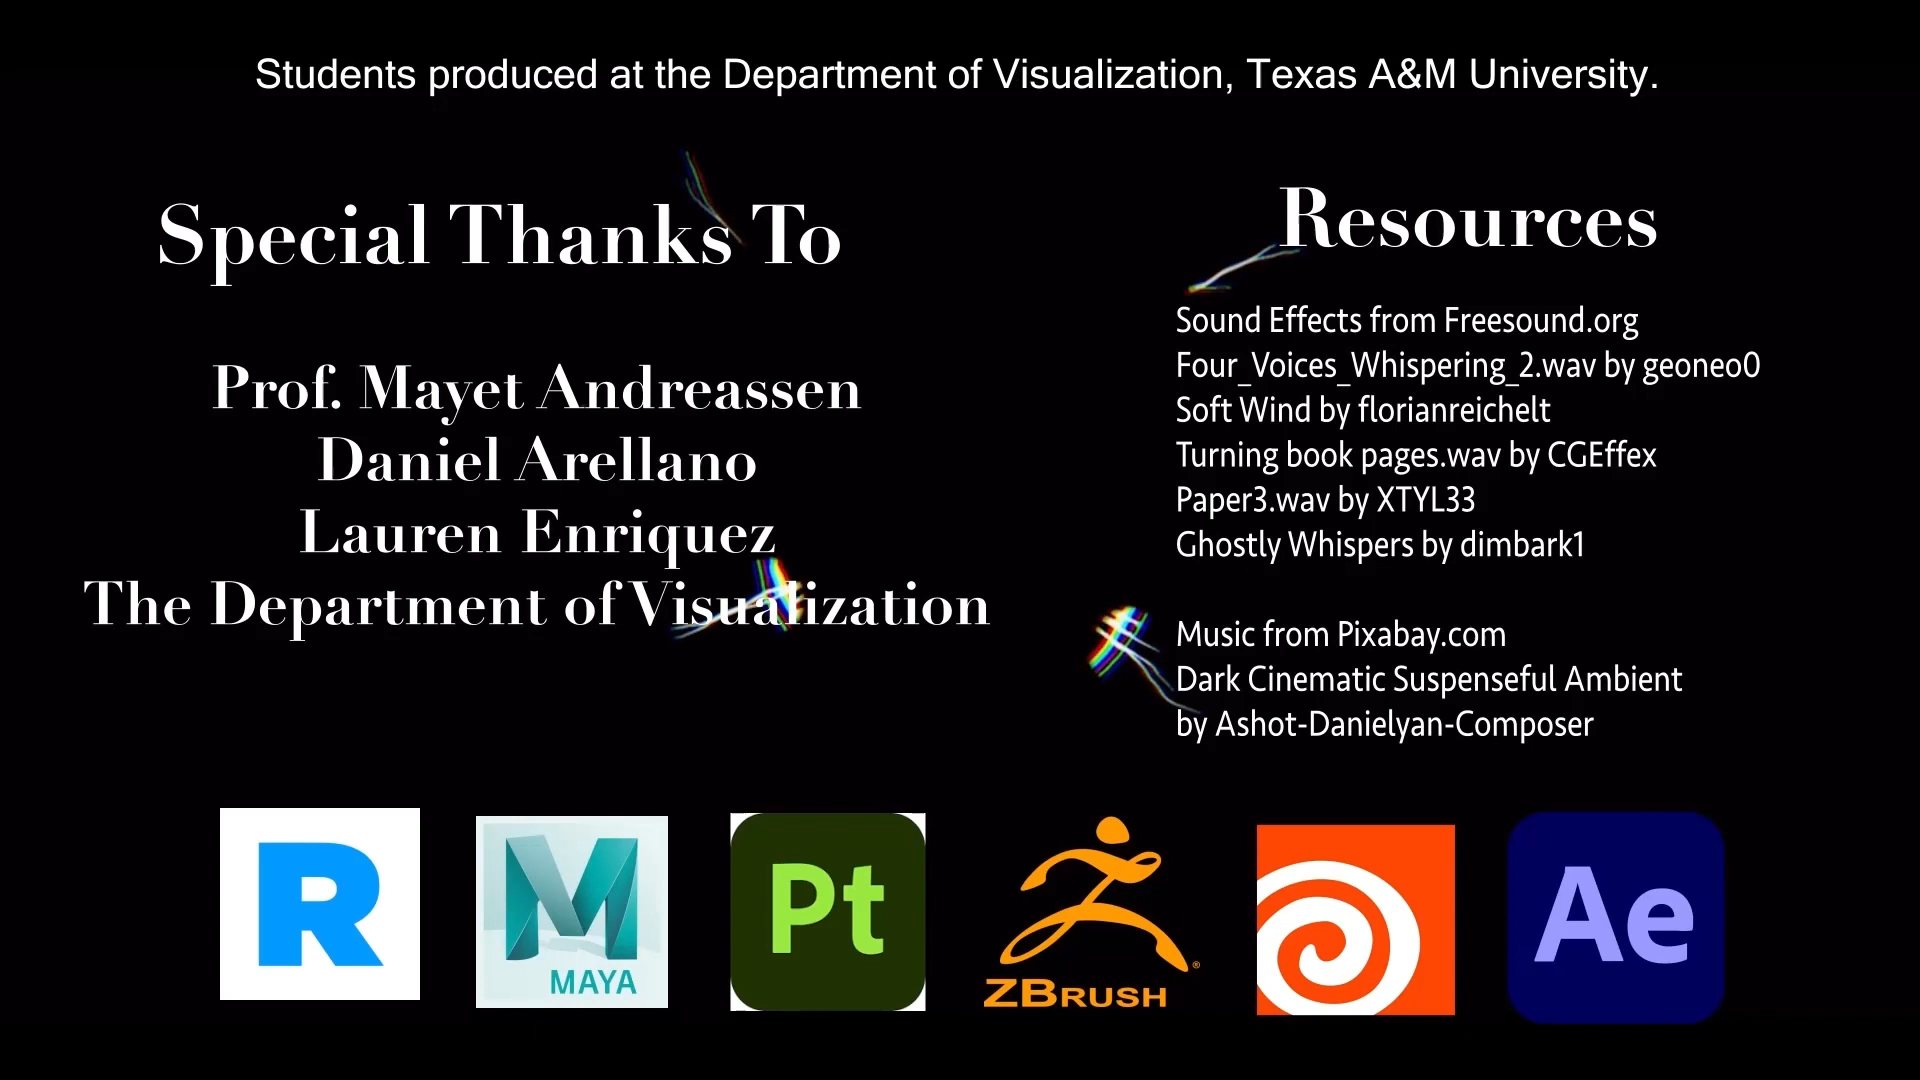 Students produced at the Department of Visualization, Texas A&M University.
Special Thanks To
Prof. Mayet Andreassen
Daniel Arellano
Lauren Enriquez
The Department of Visualization
Resources
Sound Effects from Freesound.org
Four_Voices_Whispering_2.wav by geoneo0
Soft Wind by florianreichelt
Turning book pages.wav by CGEffex
Paper3.wav by XTYL33
Ghostly Whispers by dimbark1
Music from Pixabay.com
Dark Cinematic Suspenseful Ambient
by Ashot-Danielyan-Composer
R
M
MAYA
Pt
ZBRUSH
®
Ae